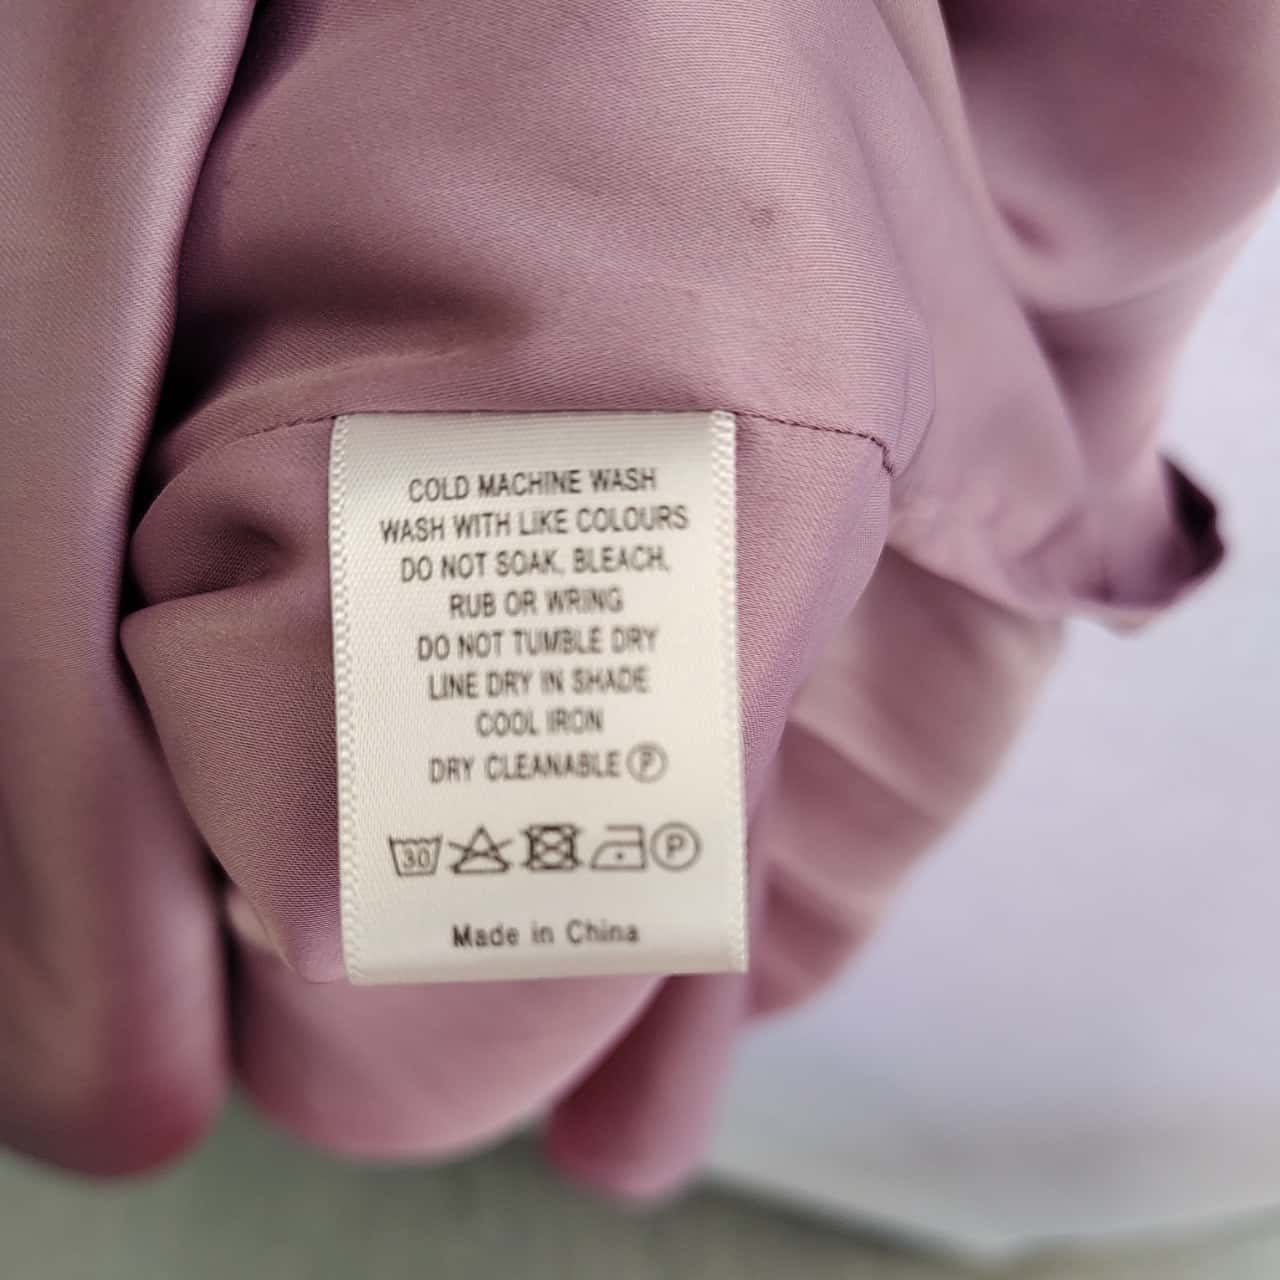 COLD MACHINE WASH
WASH WITH LIKE COLOURS
DO NOT SOAK, BLEACH,
RUB OR WRING
DO NOT TUMBLE DRY
LINE DRY IN SHADE
COOL IRON
DRY CLEANABLE Ⓟ
30 Ⓟ
Made in China